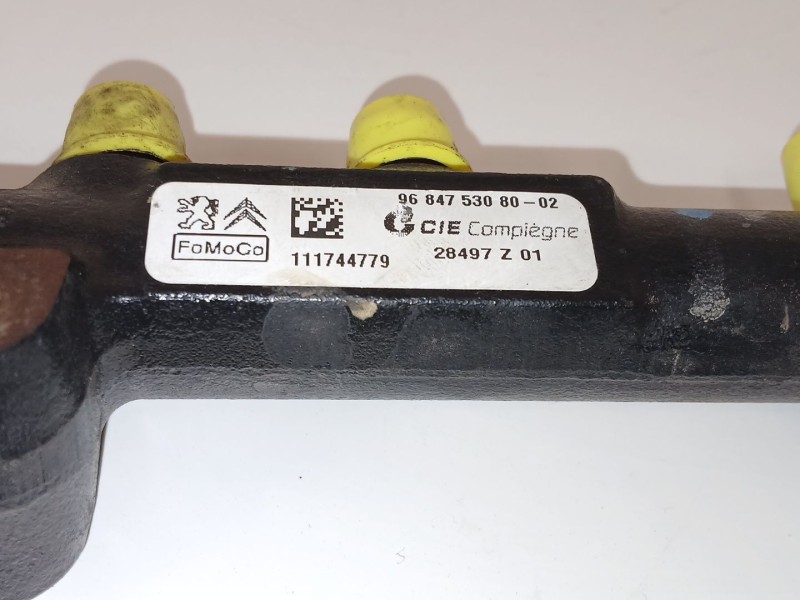 96 847 530 80-02
CIE Compiègne
FoMoCo
111744779
28497 Z 01